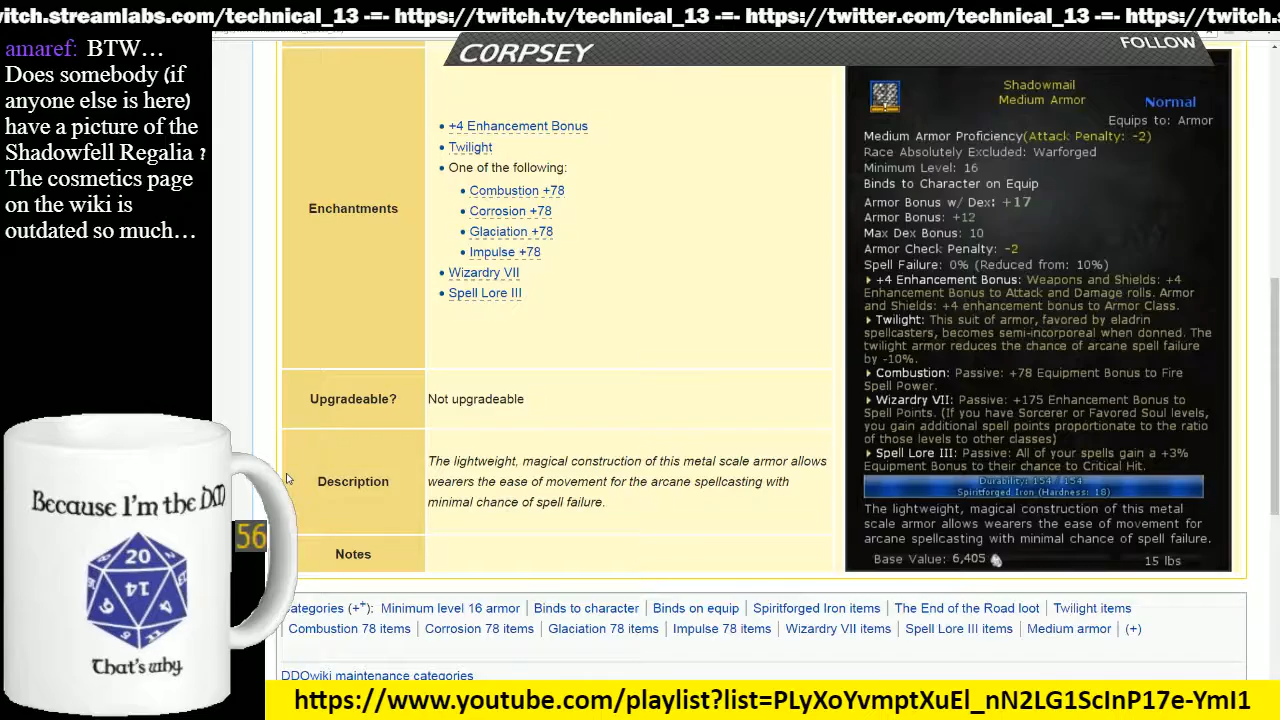 vitch.streamlabs.com/technical_13 -=- https://twitch.tv/technical_13 -=- https://twitter.com/technical_13 -=- https://twitch.s
amaref: BTW...
Does somebody (if
anyone else is here)
have a picture of the
Shadowfell Regalia ?
The cosmetics page
on the wiki is
outdated so much...
CORPSEY
FOLLOW
Enchantments
+4 Enhancement Bonus
Twilight
One of the following:
Combustion +78
Corrosion +78
Glaciation +78
Impulse +78
Wizardry VII
Spell Lore III
Upgradeable?
Not upgradeable
Description
The lightweight, magical construction of this metal scale armor allows
wearers the ease of movement for the arcane spellcasting with
minimal chance of spell failure.
Notes
Shadowmail
Medium Armor
Normal
Equips to: Armor
Medium Armor Proficiency(Attack Penalty: -2)
Race Absolutely Excluded: Warforged
Minimum Level: 16
Binds to Character on Equip
Armor Bonus w/ Dex: +17
Armor Bonus: +12
Max Dex Bonus: 10
Armor Check Penalty: -2
Spell Failure: 0% (Reduced from: 10%)
+4 Enhancement Bonus: Weapons and Shields: +4
Enhancement Bonus to Attack and Damage rolls. Armor
and Shields: +4 enhancement bonus to Armor Class.
Twilight: This suit of armor, favored by eladrin
spellcasters, becomes semi-incorporeal when donned. The
twilight armor reduces the chance of arcane spell failure
by -10%.
Combustion: Passive: +78 Equipment Bonus to Fire
Spell Power.
Wizardry VII: Passive: +175 Enhancement Bonus to
Spell Points. (If you have Sorcerer or Favored Soul levels,
you gain additional spell points proportionate to the ratio
of those levels to other classes)
Spell Lore III: Passive: All of your spells gain a +3%
Equipment Bonus to their chance to Critical Hit.
Durability: 154 / 154
Spiritforged Iron (Hardness: 18)
The lightweight, magical construction of this metal
scale armor allows wearers the ease of movement for
arcane spellcasting with minimal chance of spell failure.
Base Value: 6,405
15 lbs
Because I'm the DM
20
14
That's why
56
ategories (+⁺): Minimum level 16 armor | Binds to character | Binds on equip | Spiritforged Iron items | The End of the Road loot | Twilight items
Combustion 78 items | Corrosion 78 items | Glaciation 78 items | Impulse 78 items | Wizardry VII items | Spell Lore III items | Medium armor | (+)
DDOwiki maintenance categories
https://www.youtube.com/playlist?list=PLyXoYvmptXuEl_nN2LG1ScInP17e-YmI1